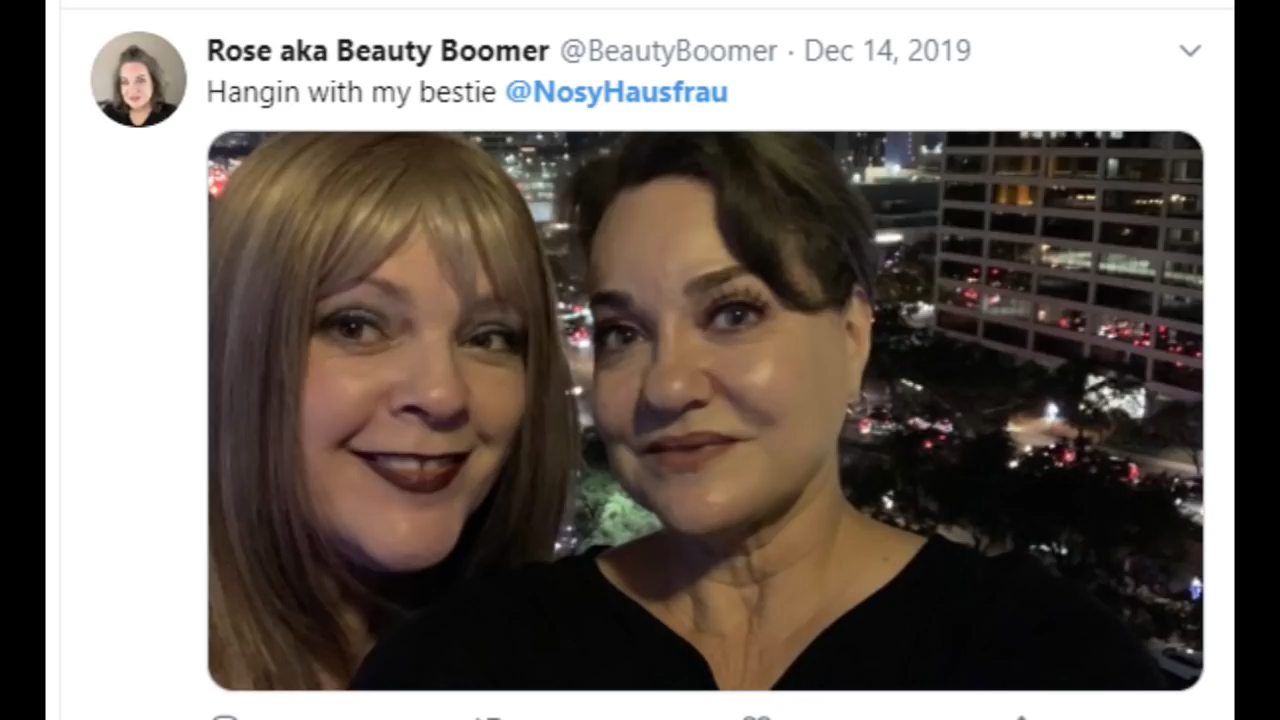 Rose aka Beauty Boomer @BeautyBoomer · Dec 14, 2019
Hangin with my bestie @NosyHausfrau